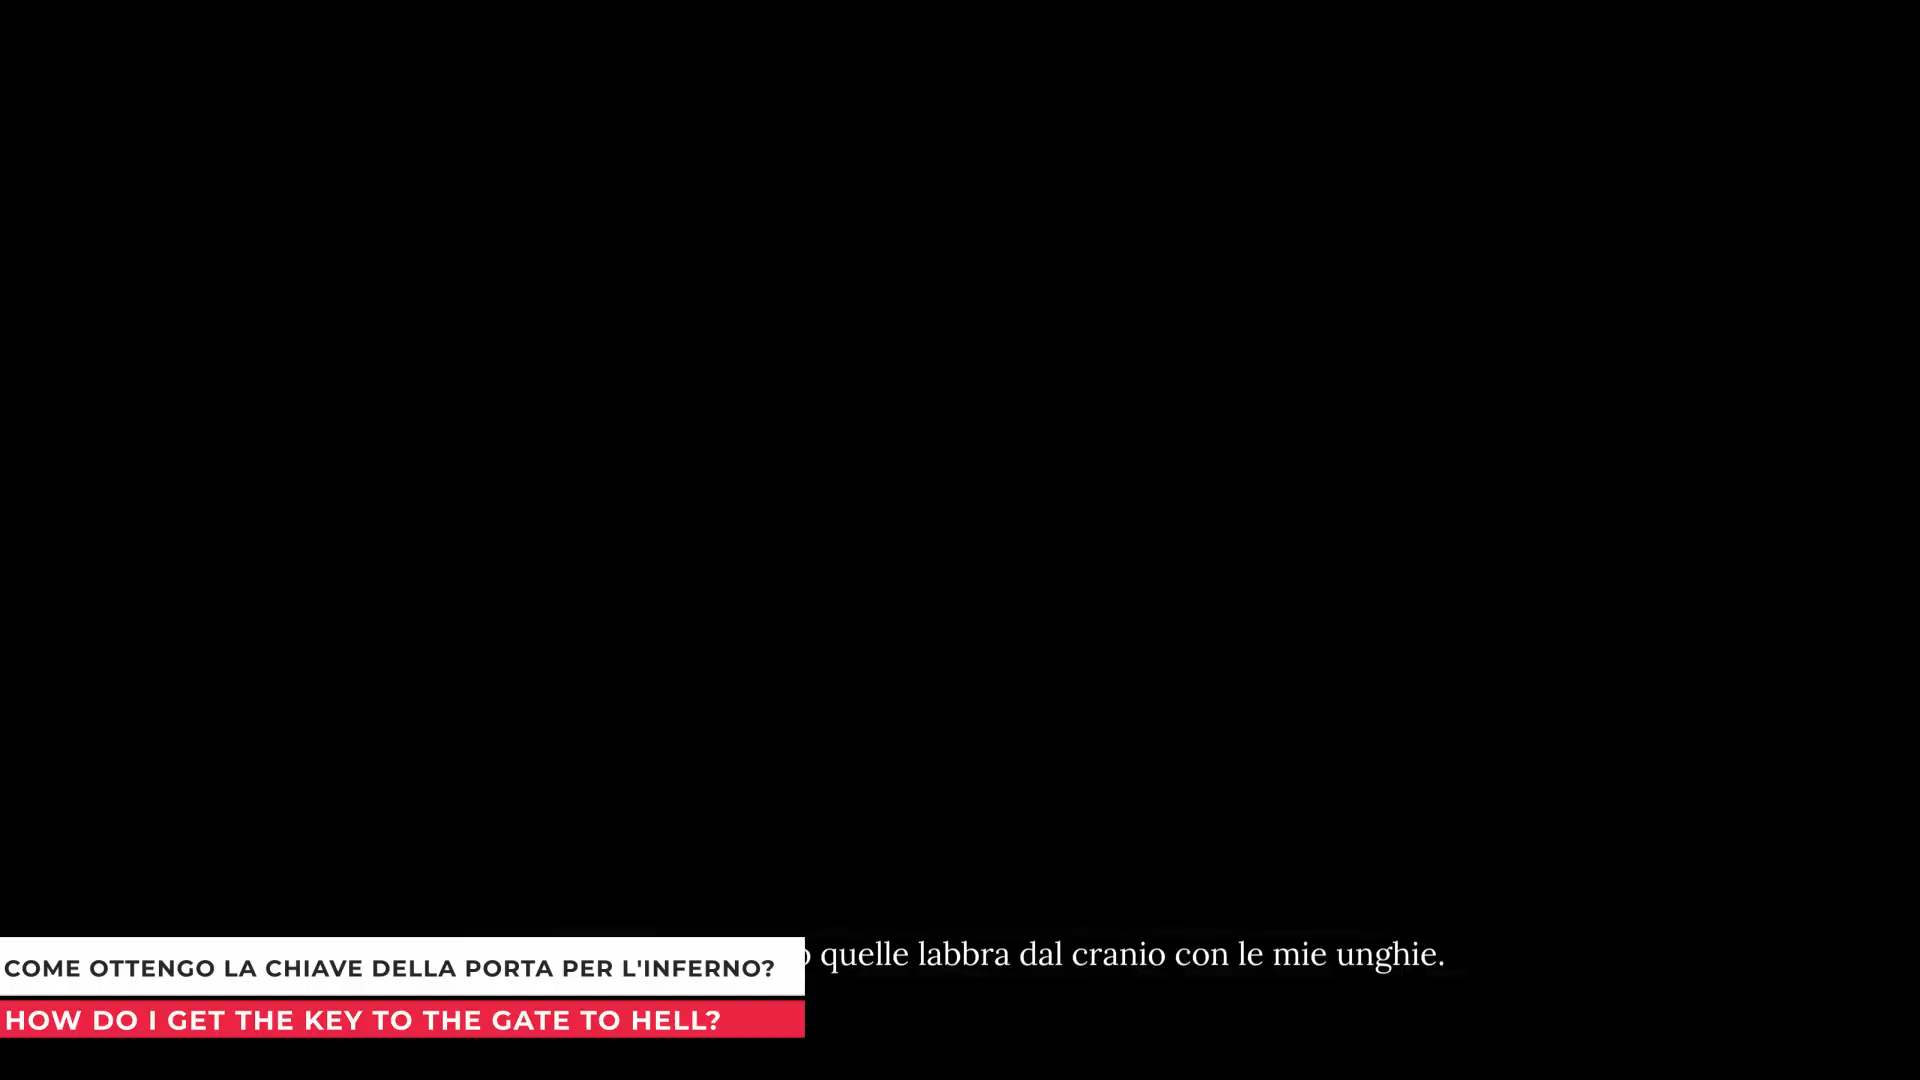 quelle labbra dal cranio con le mie unghie.
COME OTTENGO LA CHIAVE DELLA PORTA PER L'INFERNO?
HOW DO I GET THE KEY TO THE GATE TO HELL?